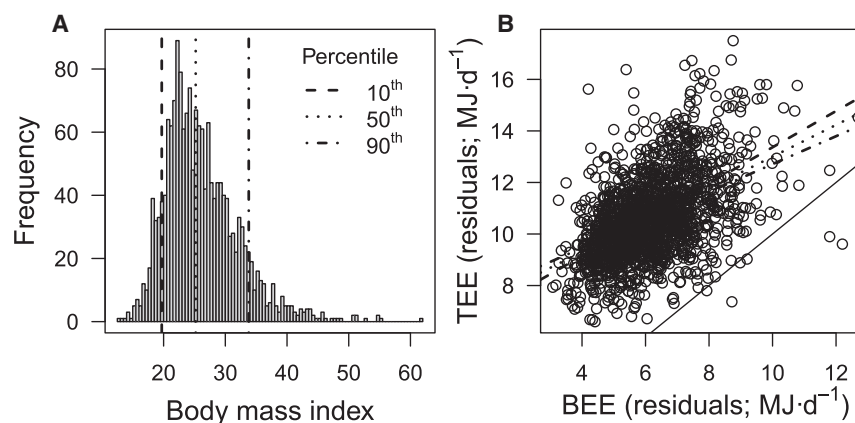 A
Percentile
10th
50th
90th
Frequency
80
60
40
20
0
20 30 40 50 60
Body mass index
B
TEE (residuals; MJ·d−1)
16
14
12
10
8
4 6 8 10 12
BEE (residuals; MJ·d−1)